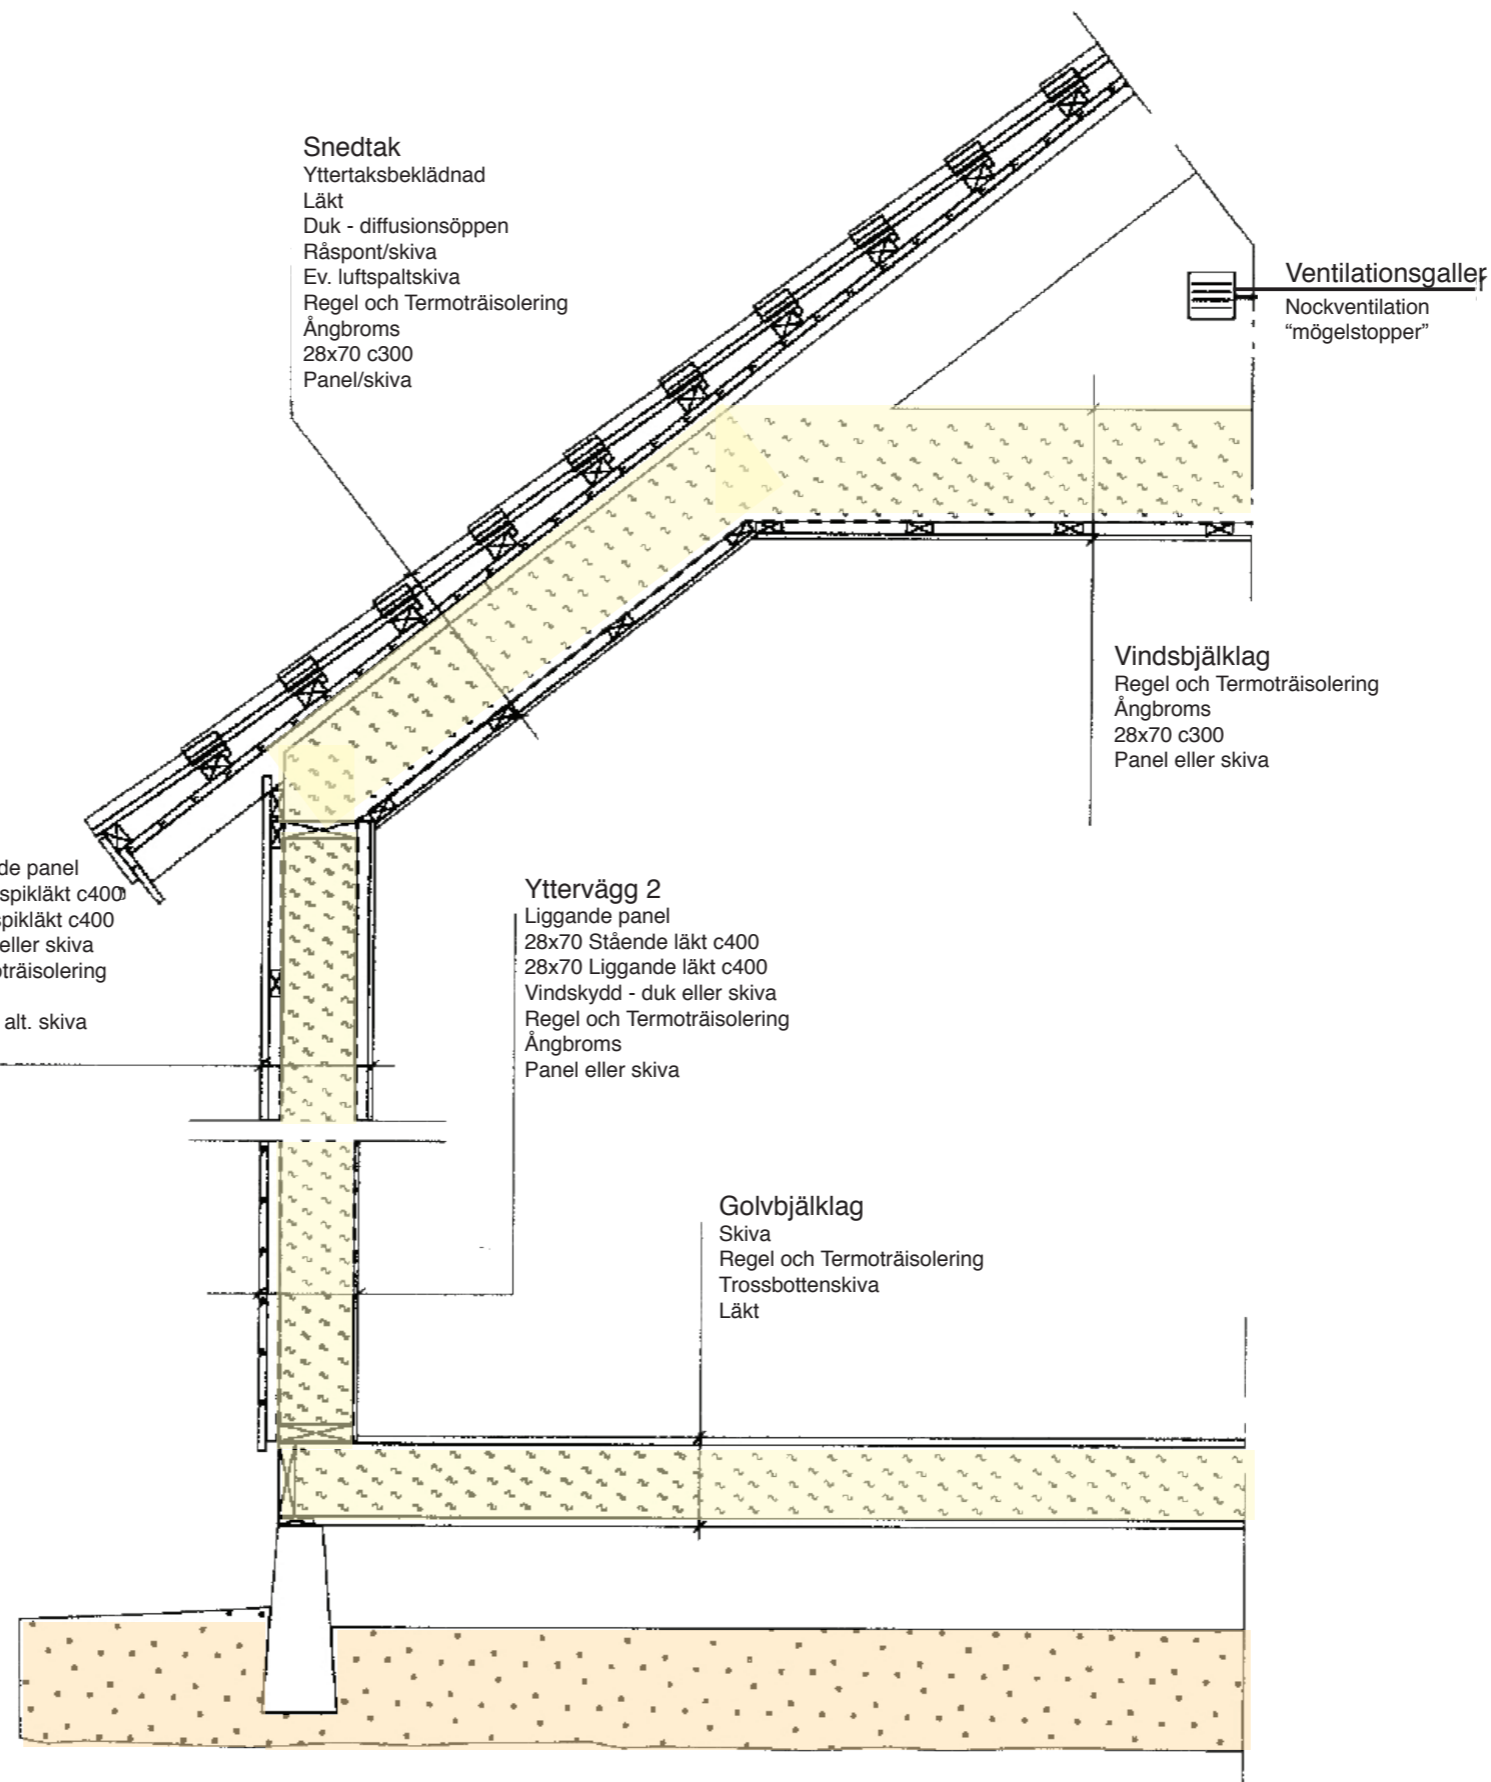 Snedtak
Yttertaksbeklädnad
Läkt
Duk - diffusionsöppen
Råspont/skiva
Ev. luftspaltskiva
Regel och Termoträisolering
Ångbroms
28x70 c300
Panel/skiva
Ventilationsgaller
Nockventilation
“mögelstopper”
Vindsbjälklag
Regel och Termoträisolering
Ångbroms
28x70 c300
Panel eller skiva
de panel
spikläkt c400
spikläkt c400
eller skiva
träisolering
alt. skiva
Yttervägg 2
Liggande panel
28x70 Stående läkt c400
28x70 Liggande läkt c400
Vindskydd - duk eller skiva
Regel och Termoträisolering
Ångbroms
Panel eller skiva
Golvbjälklag
Skiva
Regel och Termoträisolering
Trossbottenskiva
Läkt